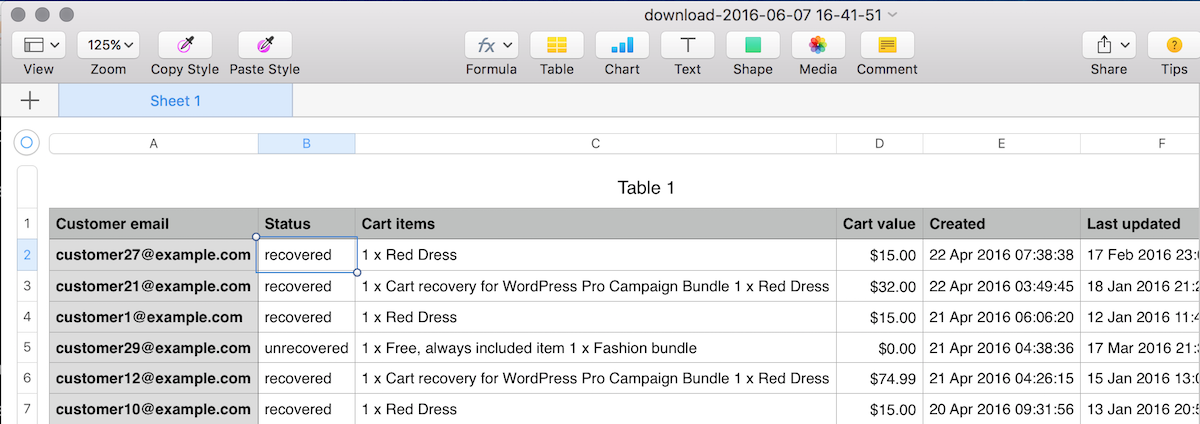 download-2016-06-07 16-41-51
125%
View Zoom Copy Style Paste Style Formula Table Chart Text Shape Media Comment Share Tips
Sheet 1
A B C D E F
Table 1
1 Customer email Status Cart items Cart value Created Last updated
2 customer27@example.com recovered 1 x Red Dress $15.00 22 Apr 2016 07:38:38 17 Feb 2016 23:
3 customer21@example.com recovered 1 x Cart recovery for WordPress Pro Campaign Bundle 1 x Red Dress $32.00 22 Apr 2016 03:49:45 18 Jan 2016 21:
4 customer1@example.com recovered 1 x Red Dress $15.00 21 Apr 2016 06:06:20 12 Jan 2016 11:
5 customer29@example.com unrecovered 1 x Free, always included item 1 x Fashion bundle $0.00 21 Apr 2016 04:38:36 17 Mar 2016 21:
6 customer12@example.com recovered 1 x Cart recovery for WordPress Pro Campaign Bundle 1 x Red Dress $74.99 21 Apr 2016 04:26:15 15 Jan 2016 13:
7 customer10@example.com recovered 1 x Red Dress $15.00 20 Apr 2016 09:31:56 13 Jan 2016 20: